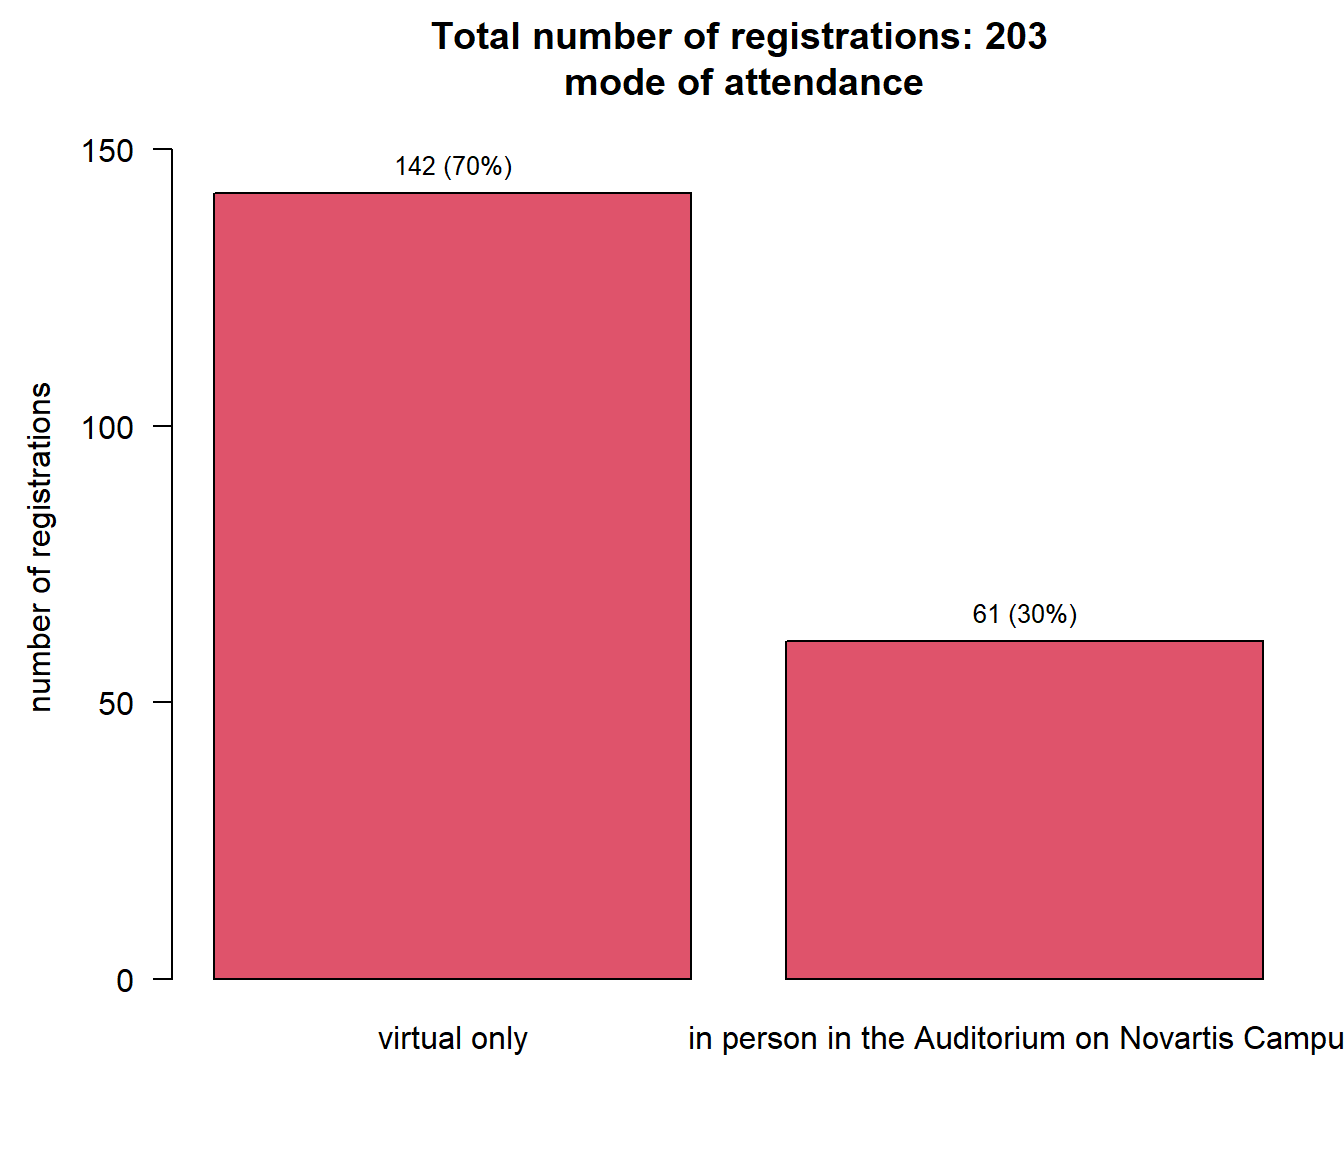 Total number of registrations: 203
mode of attendance
number of registrations
150
100
50
0
142 (70%)
61 (30%)
virtual only
in person in the Auditorium on Novartis Campu